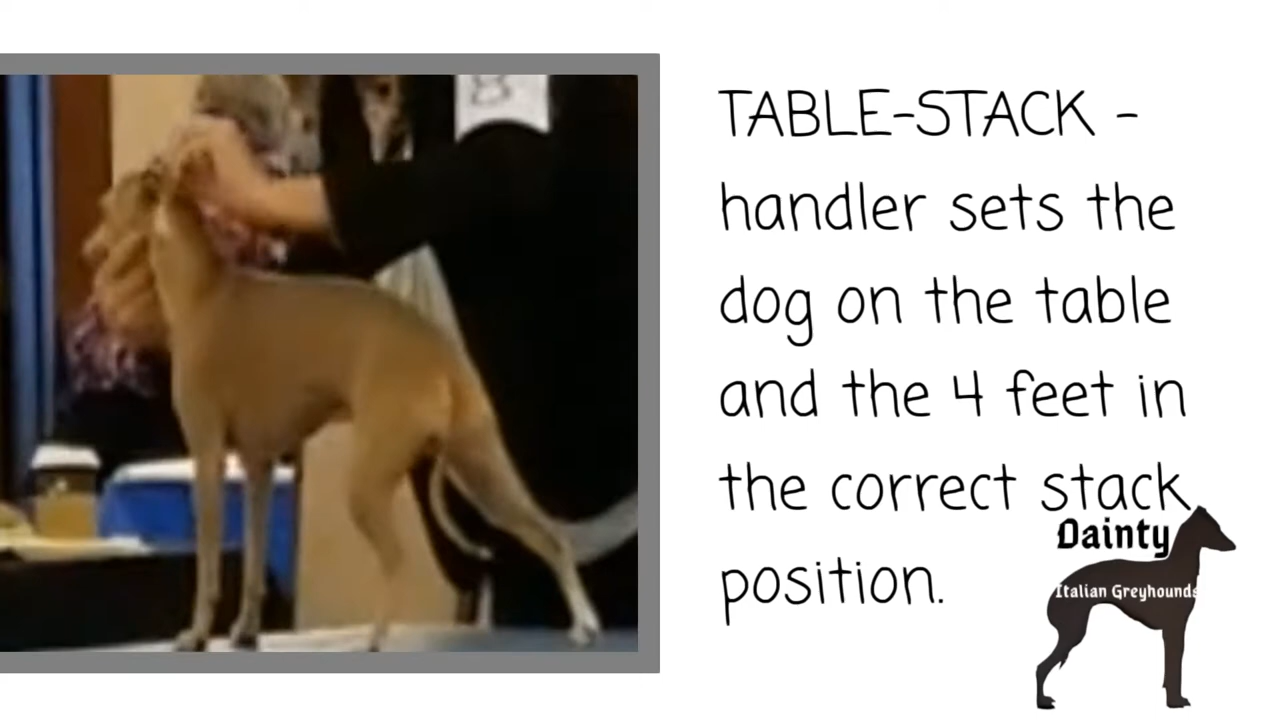 TABLE-STACK -
handler sets the
dog on the table
and the 4 feet in
the correct stack
position.
Dainty
Italian Greyhounds
8